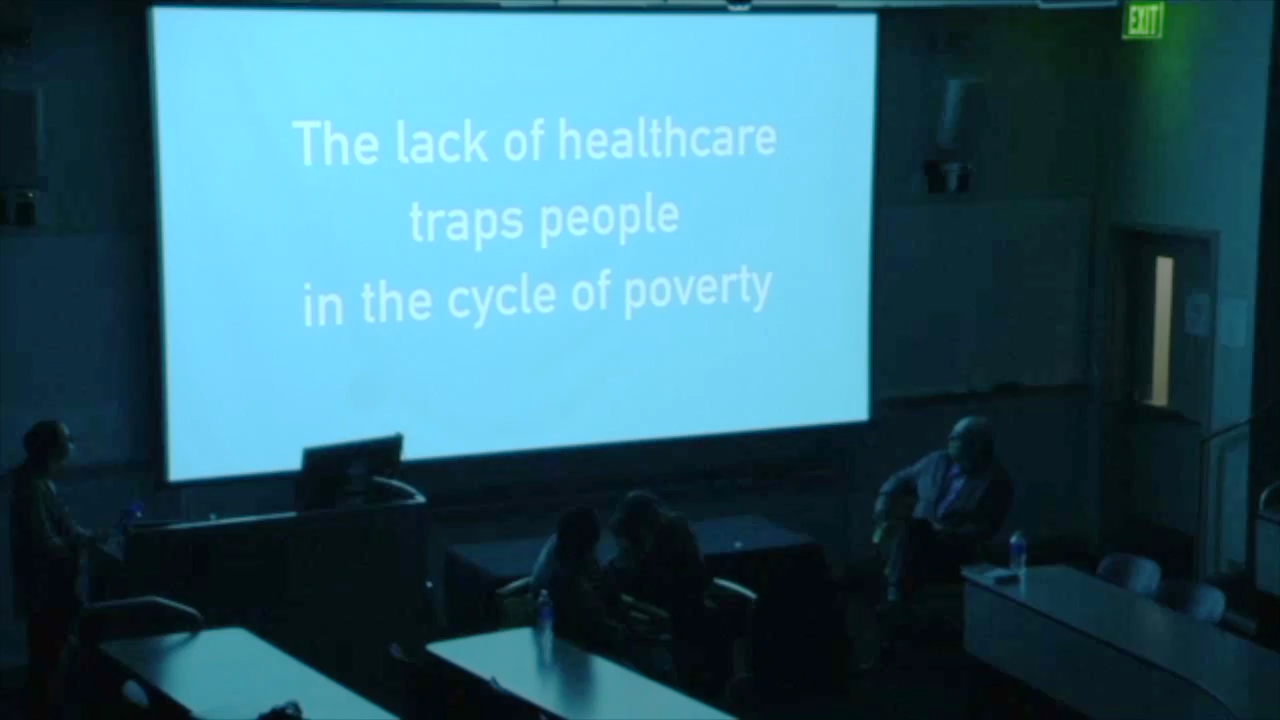 EXIT
The lack of healthcare
traps people
in the cycle of poverty